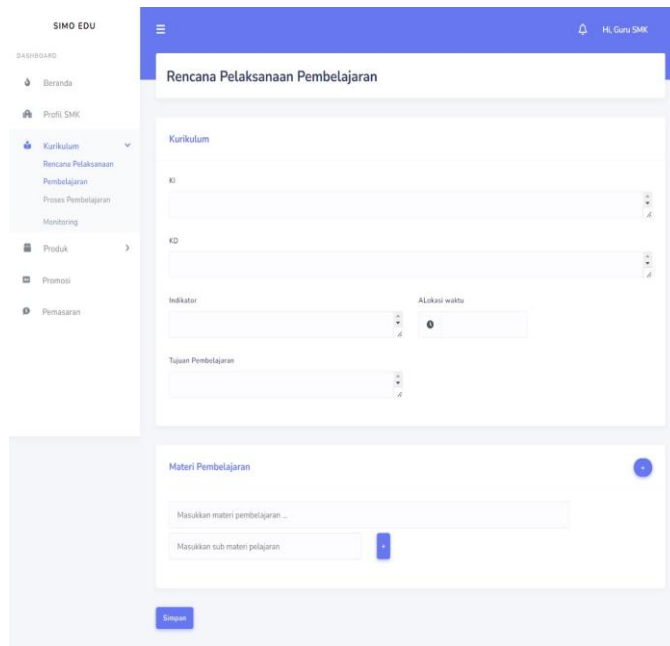 SIMO EDU
Hi, Guru SMK
DASHBOARD
Beranda
Profil SMK
Kurikulum
Rencana Pelaksanaan
Pembelajaran
Proses Pembelajaran
Monitoring
Produk
Promosi
Pemasaran
Rencana Pelaksanaan Pembelajaran
Kurikulum
KI
KD
Indikator
ALokasi waktu
Tujuan Pembelajaran
Materi Pembelajaran
+
Masukkan materi pembelajaran ...
Masukkan sub materi pelajaran
+
Simpan